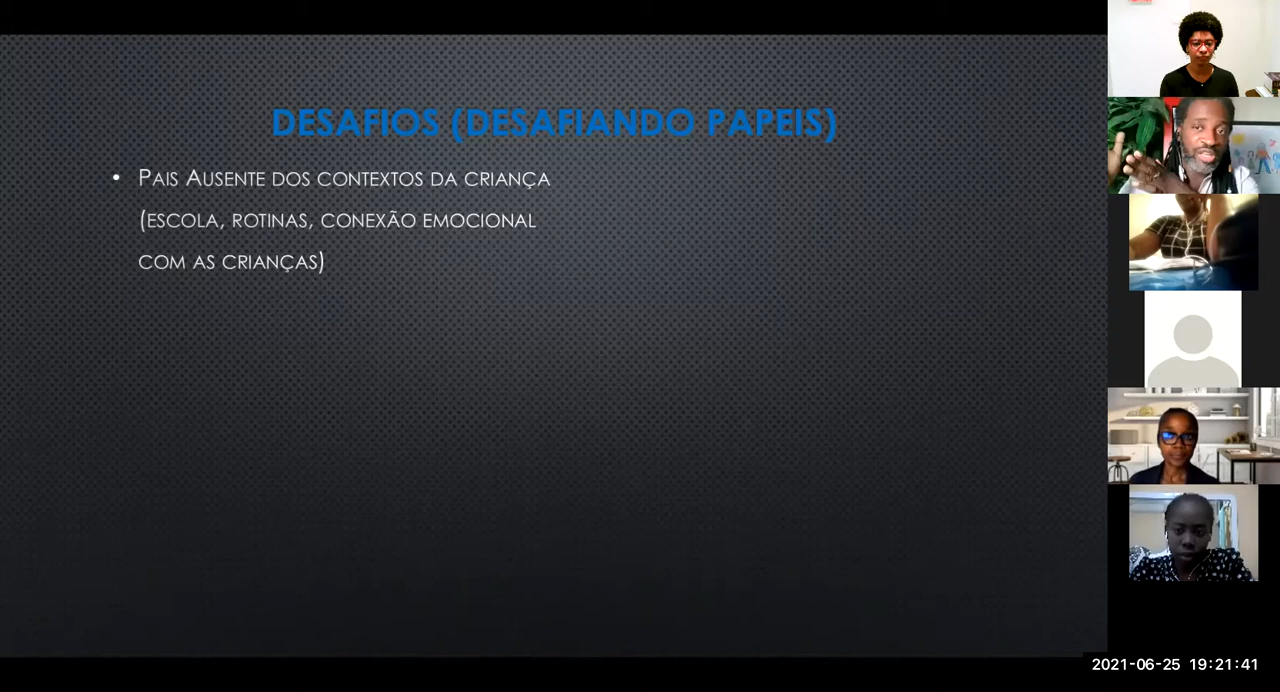 DESAFIOS (DESAFIANDO PAPEIS)
• PAIS AUSENTE DOS CONTEXTOS DA CRIANÇA
(ESCOLA, ROTINAS, CONEXÃO EMOCIONAL
COM AS CRIANÇAS)
2021-06-25 19:21:41